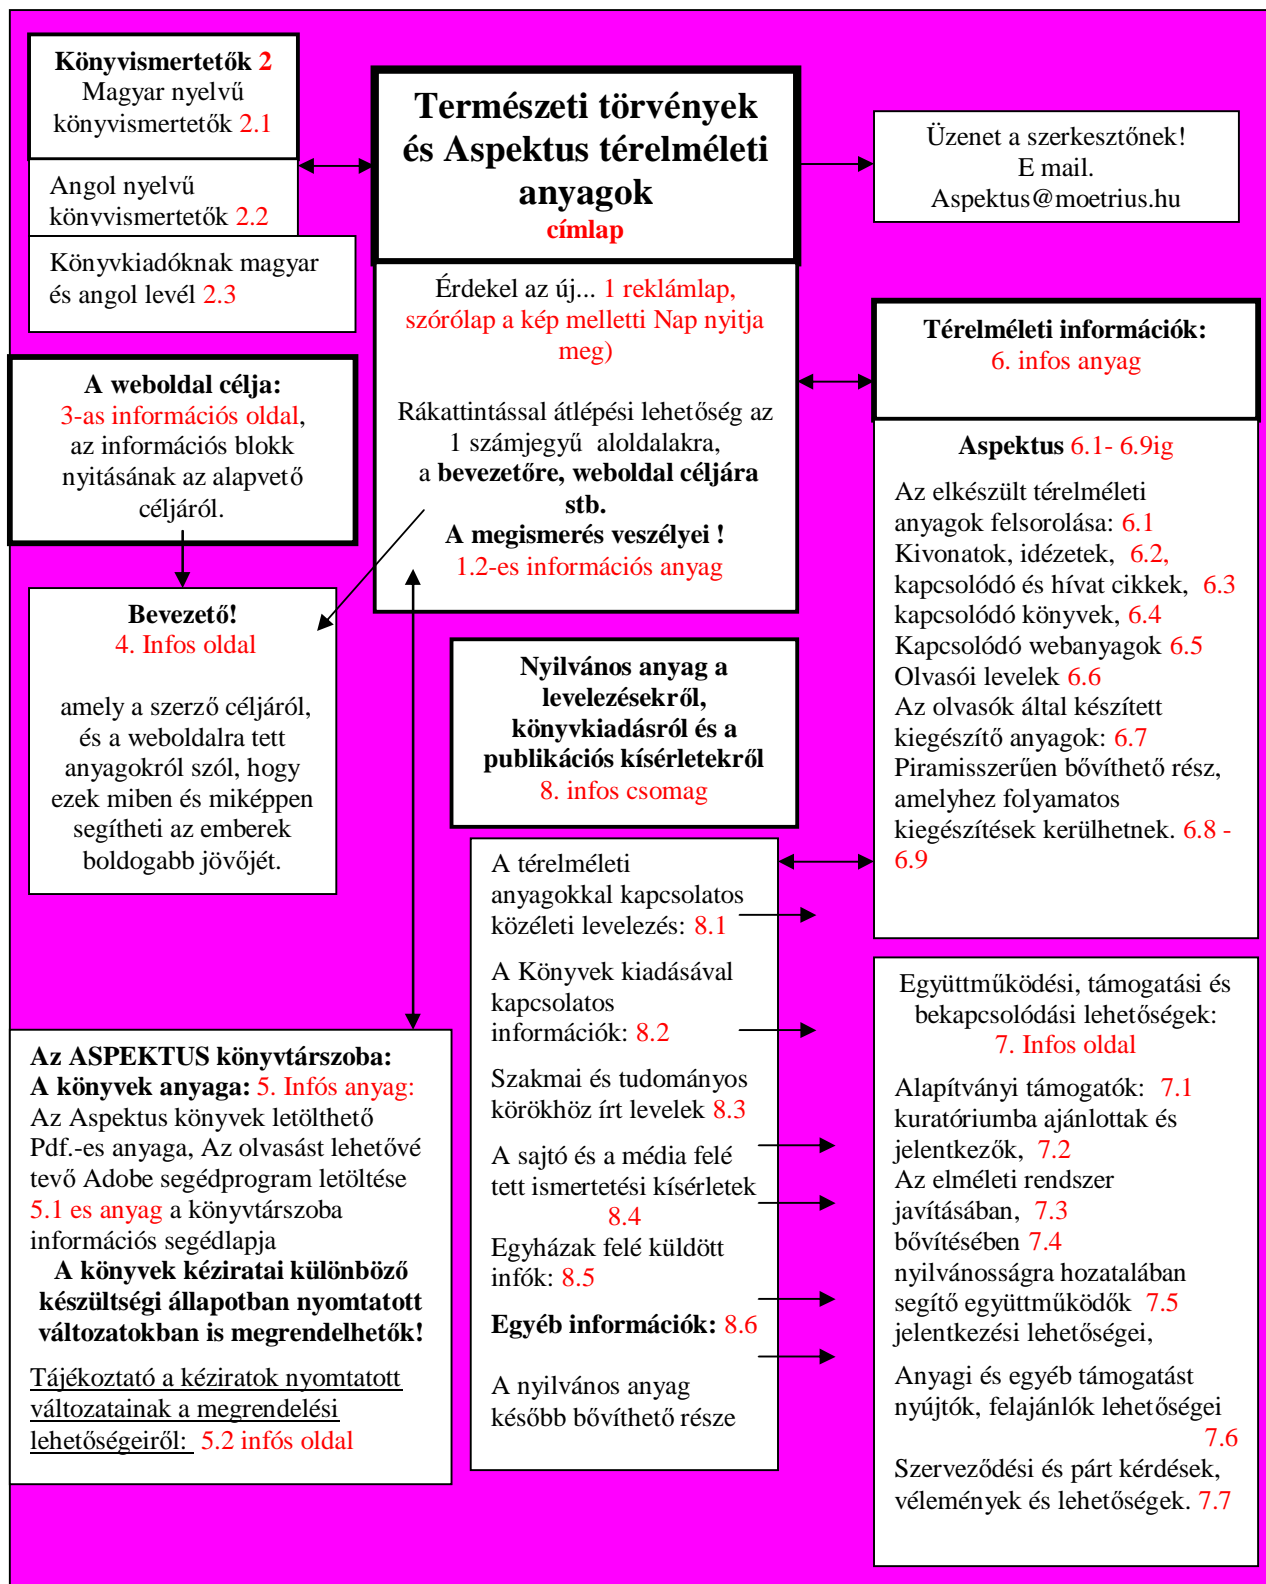 Könyvismertetők 2
Magyar nyelvű
könyvismertetők 2.1
Angol nyelvű
könyvismertetők 2.2
Könyvkiadóknak magyar
és angol levél 2.3
Természeti törvények
és Aspektus térelméleti
anyagok
címlap
Érdekel az új... 1 reklámlap,
szórólap a kép melletti Nap nyitja
meg)
Rákattintással átlépési lehetőség az
1 számjegyű aloldalakra,
a bevezetőre, weboldal céljára
stb.
A megismerés veszélyei !
1.2-es információs anyag
Üzenet a szerkesztőnek!
E mail.
Aspektus@moetrius.hu
A weboldal célja:
3-as információs oldal,
az információs blokk
nyitásának az alapvető
céljáról.
Bevezető!
4. Infos oldal
amely a szerző céljáról,
és a weboldalra tett
anyagokról szól, hogy
ezek miben és miképpen
segítheti az emberek
boldogabb jövőjét.
Térelméleti információk:
6. infos anyag
Aspektus 6.1- 6.9ig
Az elkészült térelméleti
anyagok felsorolása: 6.1
Kivonatok, idézetek, 6.2,
kapcsolódó és hívat cikkek, 6.3
kapcsolódó könyvek, 6.4
Kapcsolódó webanyagok 6.5
Olvasói levelek 6.6
Az olvasók által készített
kiegészítő anyagok: 6.7
Piramisszerűen bővíthető rész,
amelyhez folyamatos
kiegészítések kerülhetnek. 6.8 -
6.9
Nyilvános anyag a
levelezésekről,
könyvkiadásról és a
publikációs kísérletekről
8. infos csomag
A térelméleti
anyagokkal kapcsolatos
közéleti levelezés: 8.1
A Könyvek kiadásával
kapcsolatos
információk: 8.2
Szakmai és tudományos
körökhöz írt levelek 8.3
A sajtó és a média felé
tett ismertetési kísérletek
8.4
Egyházak felé küldött
infók: 8.5
Egyéb információk: 8.6
A nyilvános anyag
később bővíthető része
Az ASPEKTUS könyvtárszoba:
A könyvek anyaga: 5. Infós anyag:
Az Aspektus könyvek letölthető
Pdf.-es anyaga, Az olvasást lehetővé
tevő Adobe segédprogram letöltése
5.1 es anyag a könyvtárszoba
információs segédlapja
A könyvek kéziratai különböző
készültségi állapotban nyomtatott
változatokban is megrendelhetők!
Tájékoztató a kéziratok nyomtatott
változatainak a megrendelési
lehetőségeiről: 5.2 infós oldal
Együttműködési, támogatási és
bekapcsolódási lehetőségek:
7. Infos oldal
Alapítványi támogatók: 7.1
kuratóriumba ajánlottak és
jelentkezők, 7.2
Az elméleti rendszer
javításában, 7.3
bővítésében 7.4
nyilvánosságra hozatalában
segítő együttműködők 7.5
jelentkezési lehetőségei,
Anyagi és egyéb támogatást
nyújtók, felajánlók lehetőségei
7.6
Szerveződési és párt kérdések,
vélemények és lehetőségek. 7.7